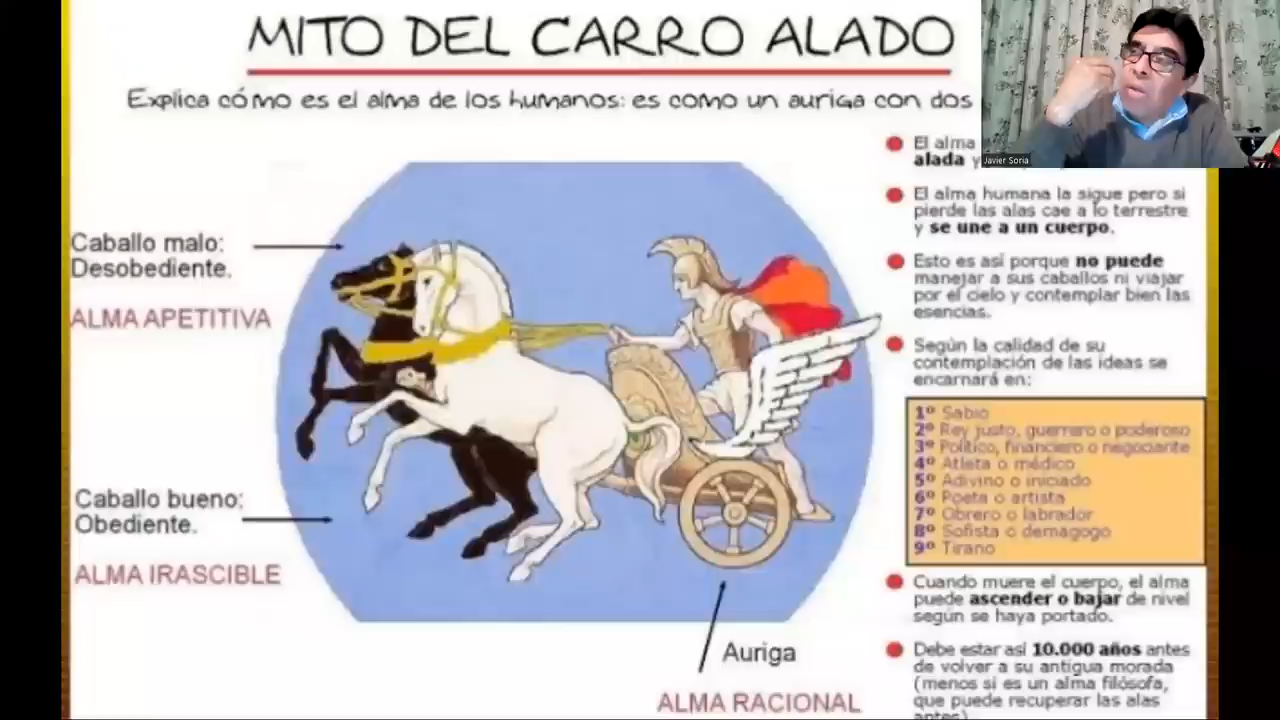 MITO DEL CARRO ALADO
Explica cómo es el alma de los humanos: es como un auriga con dos
Javier Soria
Caballo malo:
Desobediente.
ALMA APETITIVA
Caballo bueno:
Obediente.
ALMA IRASCIBLE
Auriga
ALMA RACIONAL
El alma
alada y
El alma humana la sigue pero si
pierde las alas cae a lo terrestre
y se une a un cuerpo.
Esto es así porque no puede
manejar a sus caballos ni viajar
por el cielo y contemplar bien las
esencias.
Según la calidad de su
contemplación de las ideas se
encarnará en:
1º Sabio
2º Rey justo, guerrero o poderoso
3º Político, financiero o negociante
4º Atleta o médico
5º Adivino o iniciado
6º Poeta o artista
7º Obrero o labrador
8º Sofista o demagogo
9º Tirano
Cuando muere el cuerpo, el alma
puede ascender o bajar de nivel
según se haya portado.
Debe estar así 10.000 años antes
de volver a su antigua morada
(menos si es un alma filósofa,
que puede recuperar las alas
antes)